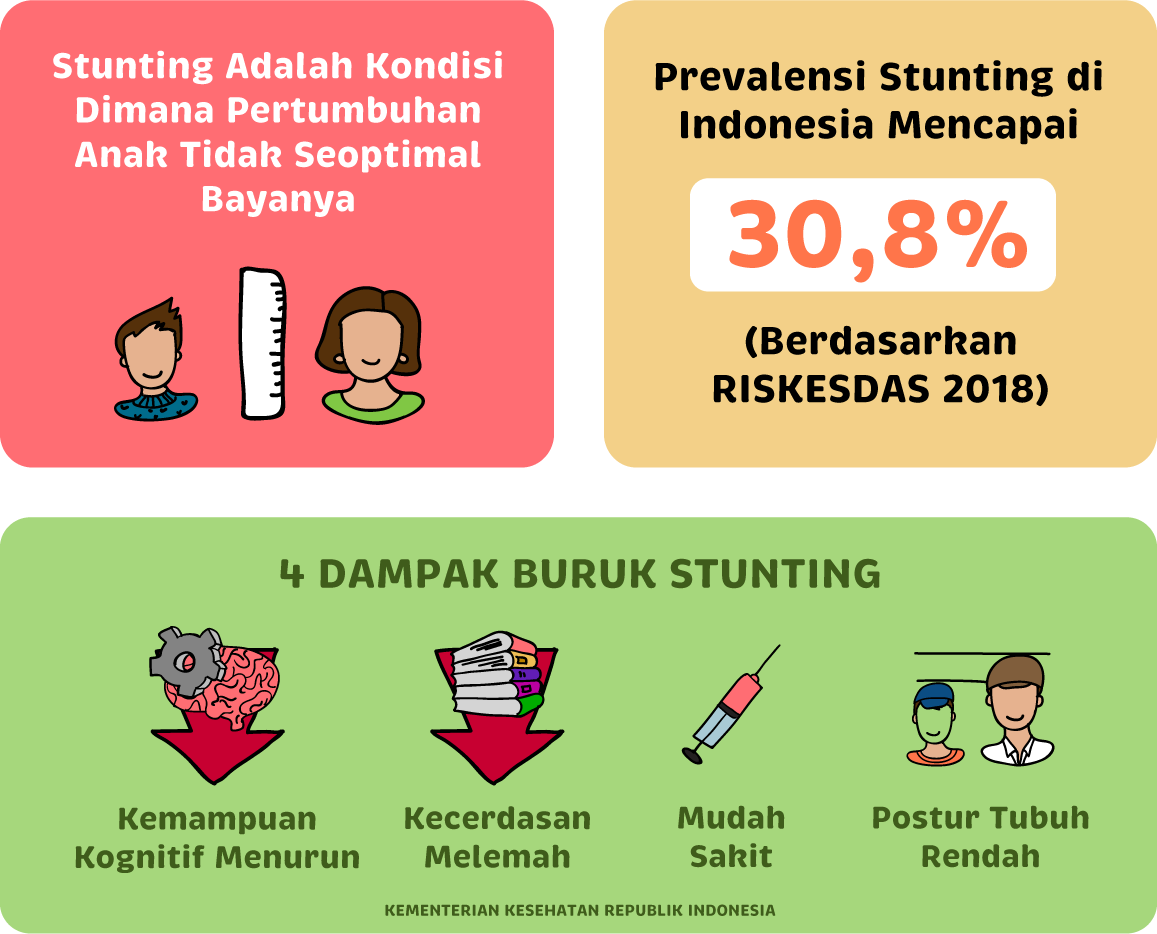 Stunting Adalah Kondisi
Dimana Pertumbuhan
Anak Tidak Seoptimal
Bayanya
Prevalensi Stunting di
Indonesia Mencapai
30,8%
(Berdasarkan
RISKESDAS 2018)
4 DAMPAK BURUK STUNTING
Kemampuan
Kognitif Menurun
Kecerdasan
Melemah
Mudah
Sakit
Postur Tubuh
Rendah
KEMENTERIAN KESEHATAN REPUBLIK INDONESIA